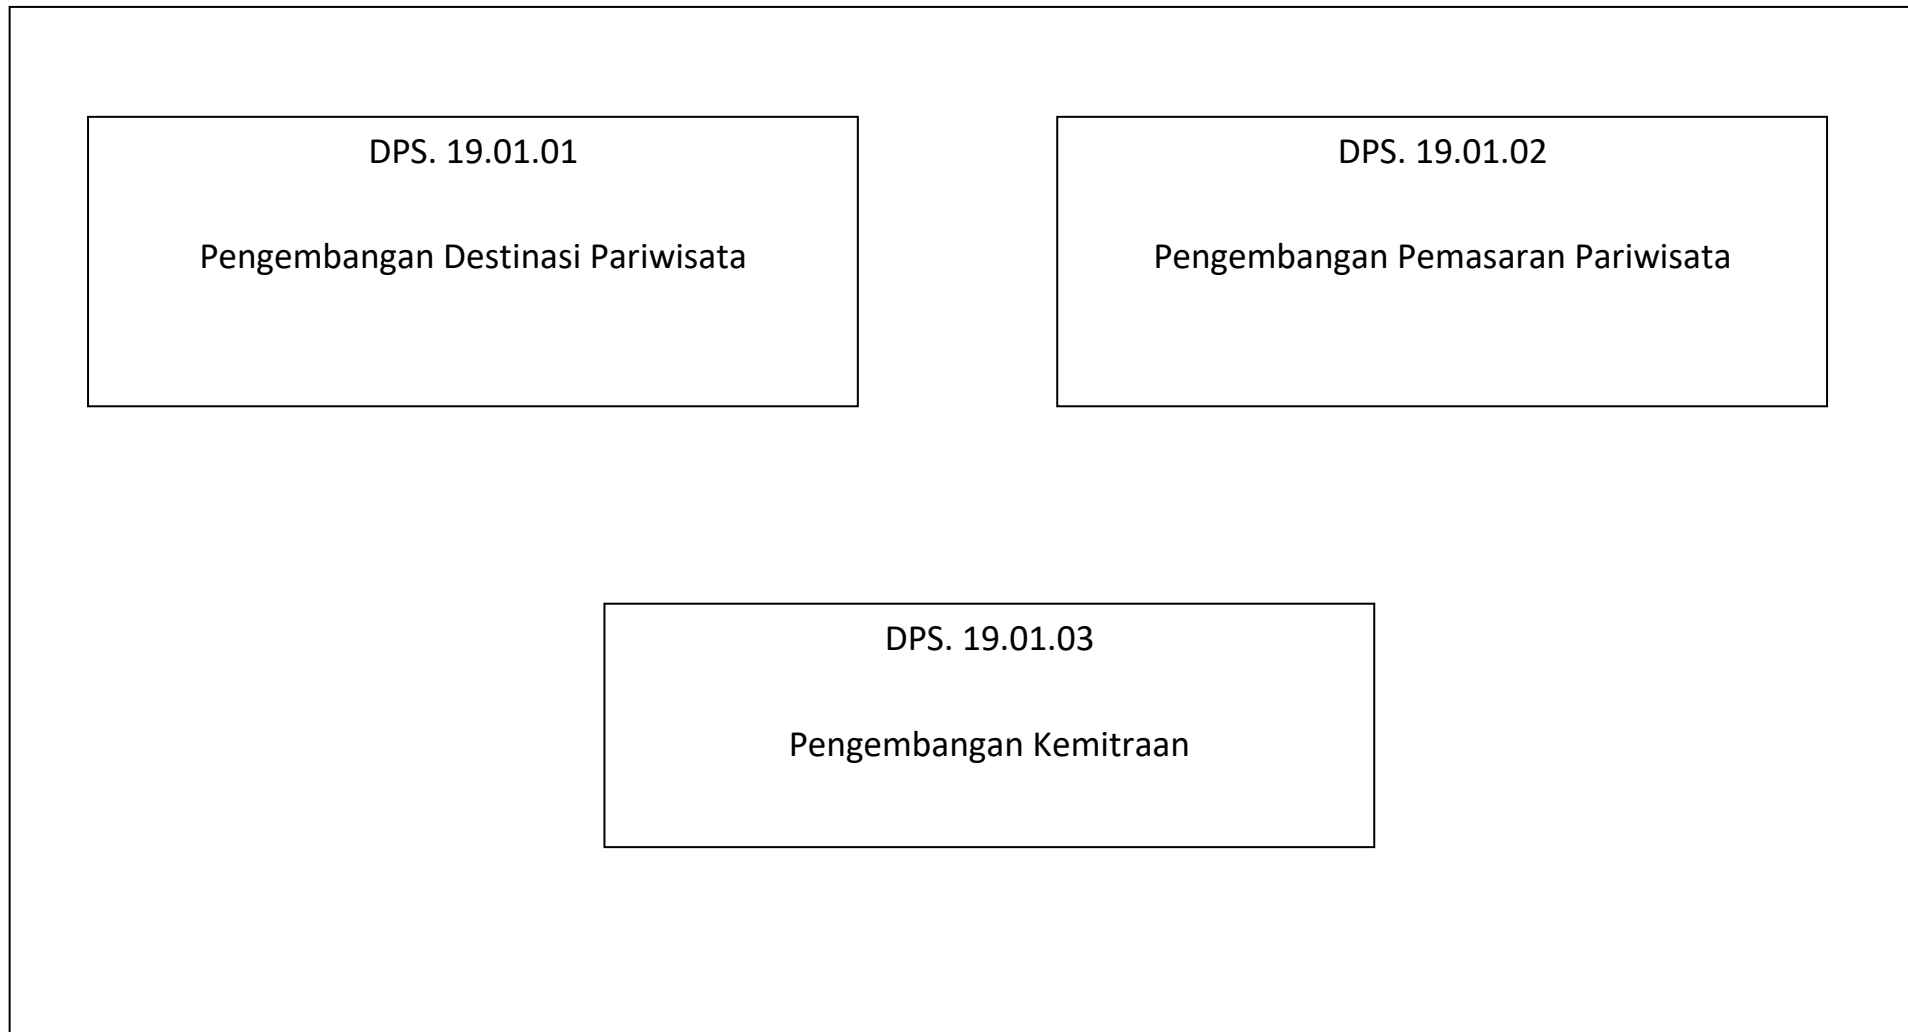 DPS. 19.01.01
Pengembangan Destinasi Pariwisata
DPS. 19.01.02
Pengembangan Pemasaran Pariwisata
DPS. 19.01.03
Pengembangan Kemitraan